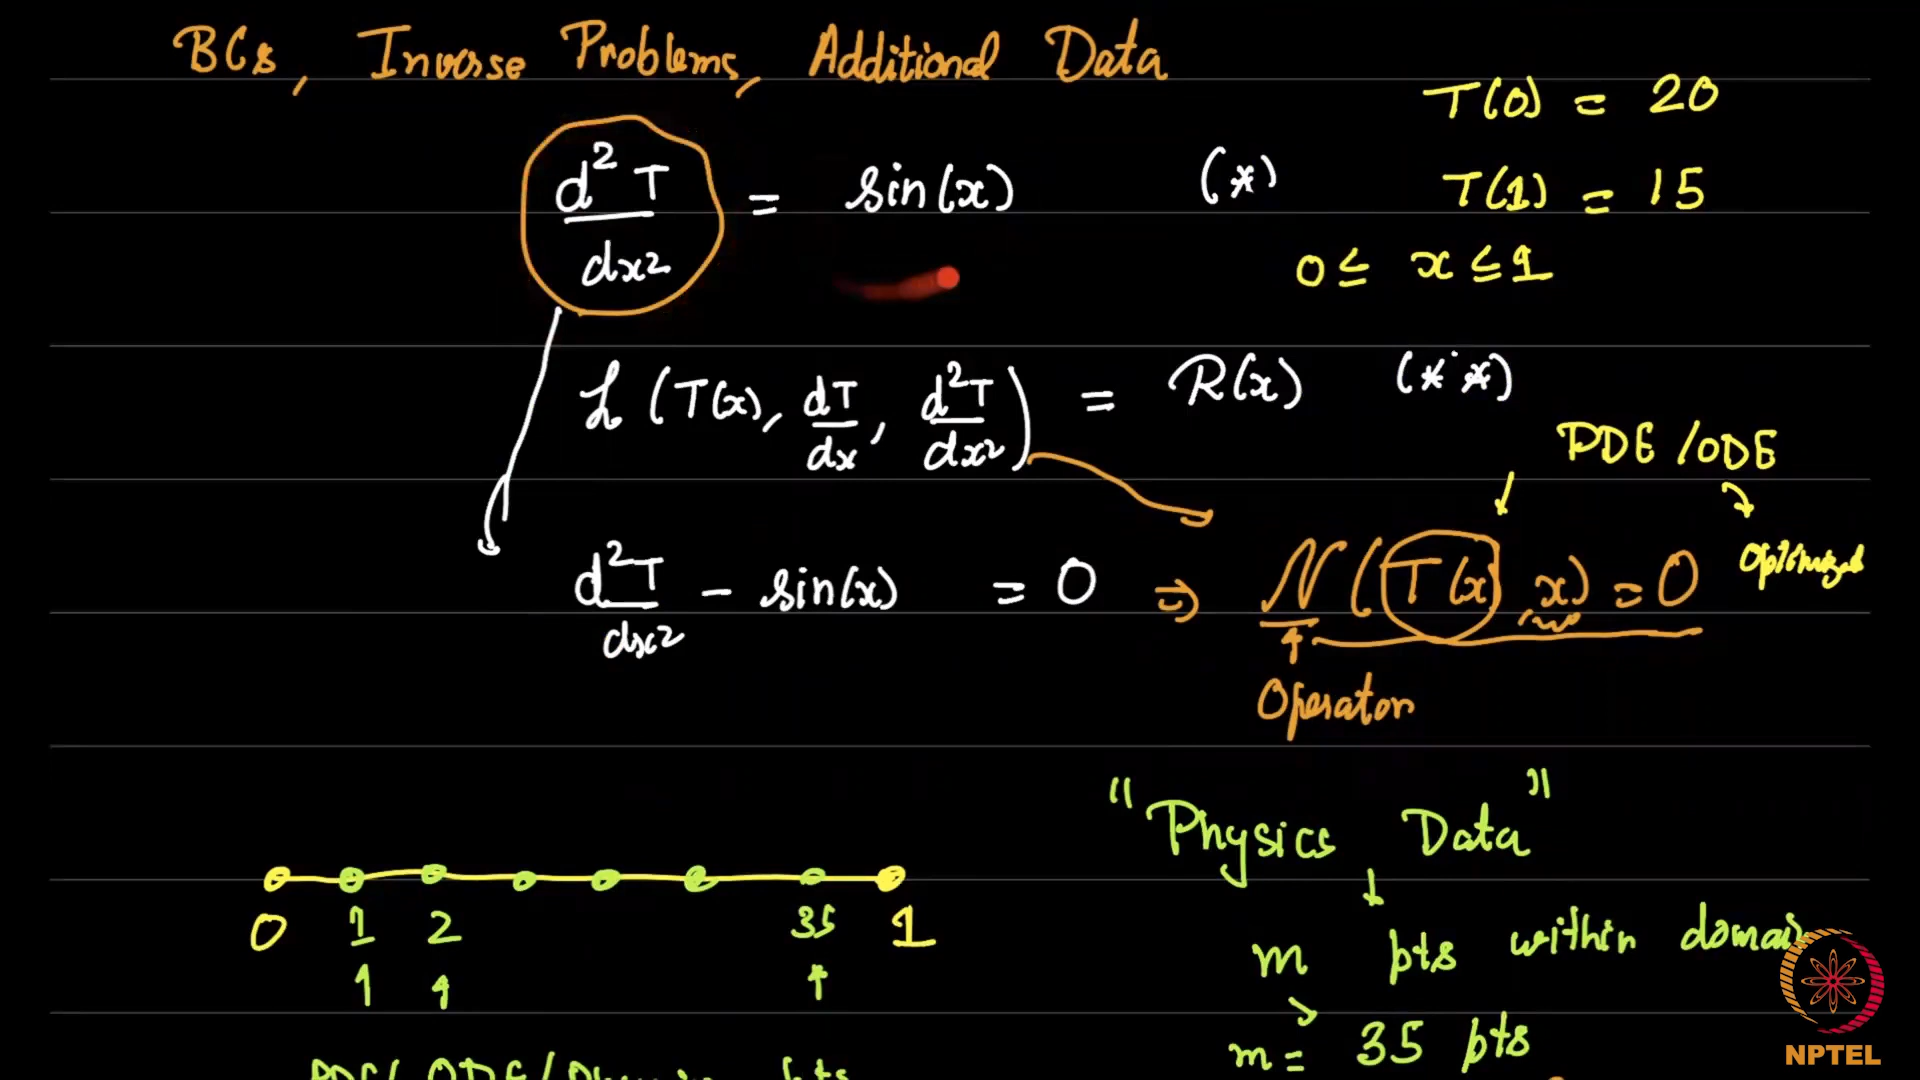 BCs, Inverse Problems, Additional Data
T(0) = 20
d²T/dx² = sin(x) (*)
T(1) = 15
0 ≤ x ≤ 1
L (T(x), dT/dx, d²T/dx²) = R(x) (**)
PDE / ODE
d²T/dx² - sin(x) = 0 ⇒ N (T(x), x) = 0
Operator
"Physics Data"
0 1 2 35 1
m pts within domain
m = 35 pts
NPTEL